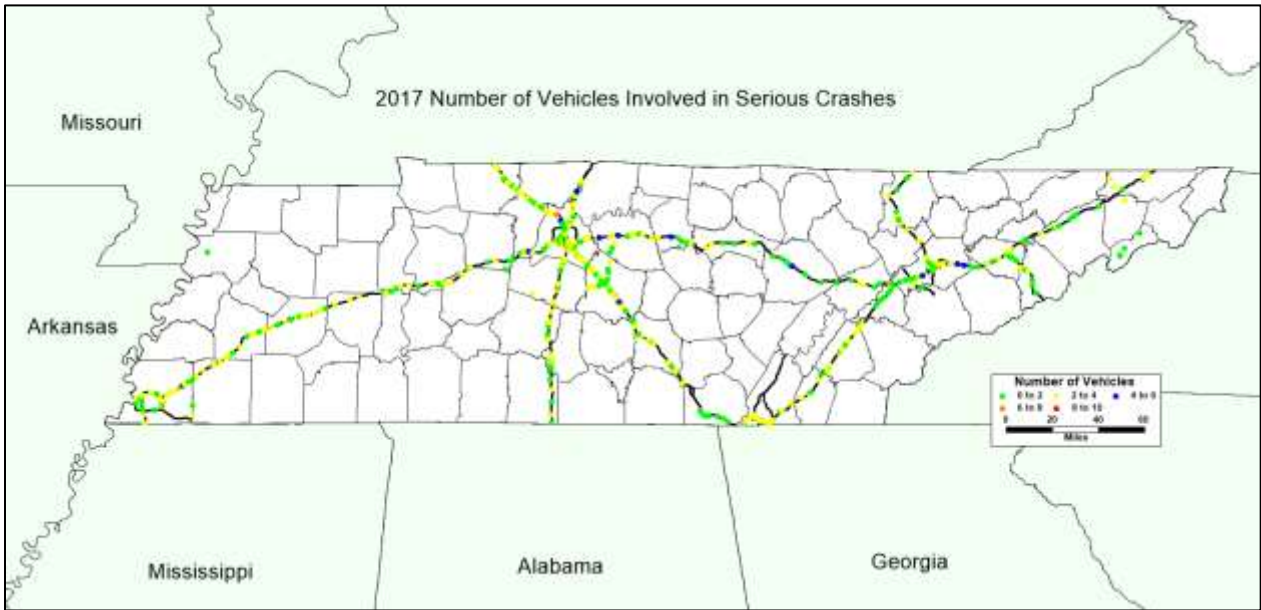 2017 Number of Vehicles Involved in Serious Crashes
Missouri
Arkansas
Number of Vehicles
0 to 2 2 to 4 4 to 6
6 to 8 8 to 10
0 20 40 60
Miles
Mississippi
Alabama
Georgia